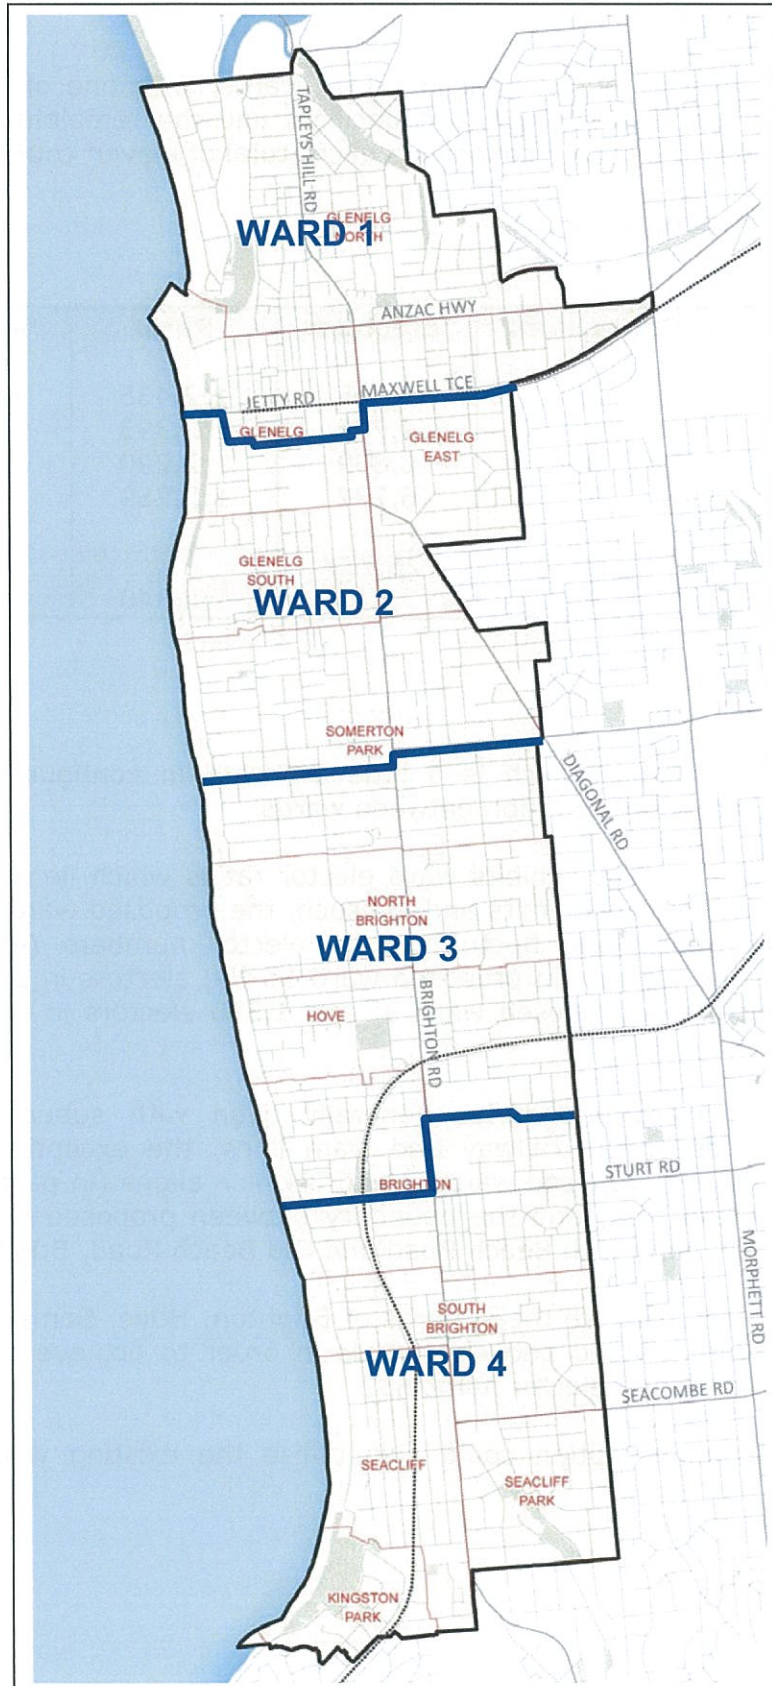 TAPLEYS HILL RD
GLENELG
NORTH
WARD 1
ANZAC HWY
JETTY RD
MAXWELL TCE
GLENELG
GLENELG
EAST
GLENELG
SOUTH
WARD 2
SOMERTON
PARK
DIAGONAL RD
NORTH
BRIGHTON
WARD 3
HOVE
BRIGHTON RD
BRIGHTON
STURT RD
MORPHETT RD
SOUTH
BRIGHTON
WARD 4
SEACOMBE RD
SEACLIFF
SEACLIFF
PARK
KINGSTON
PARK